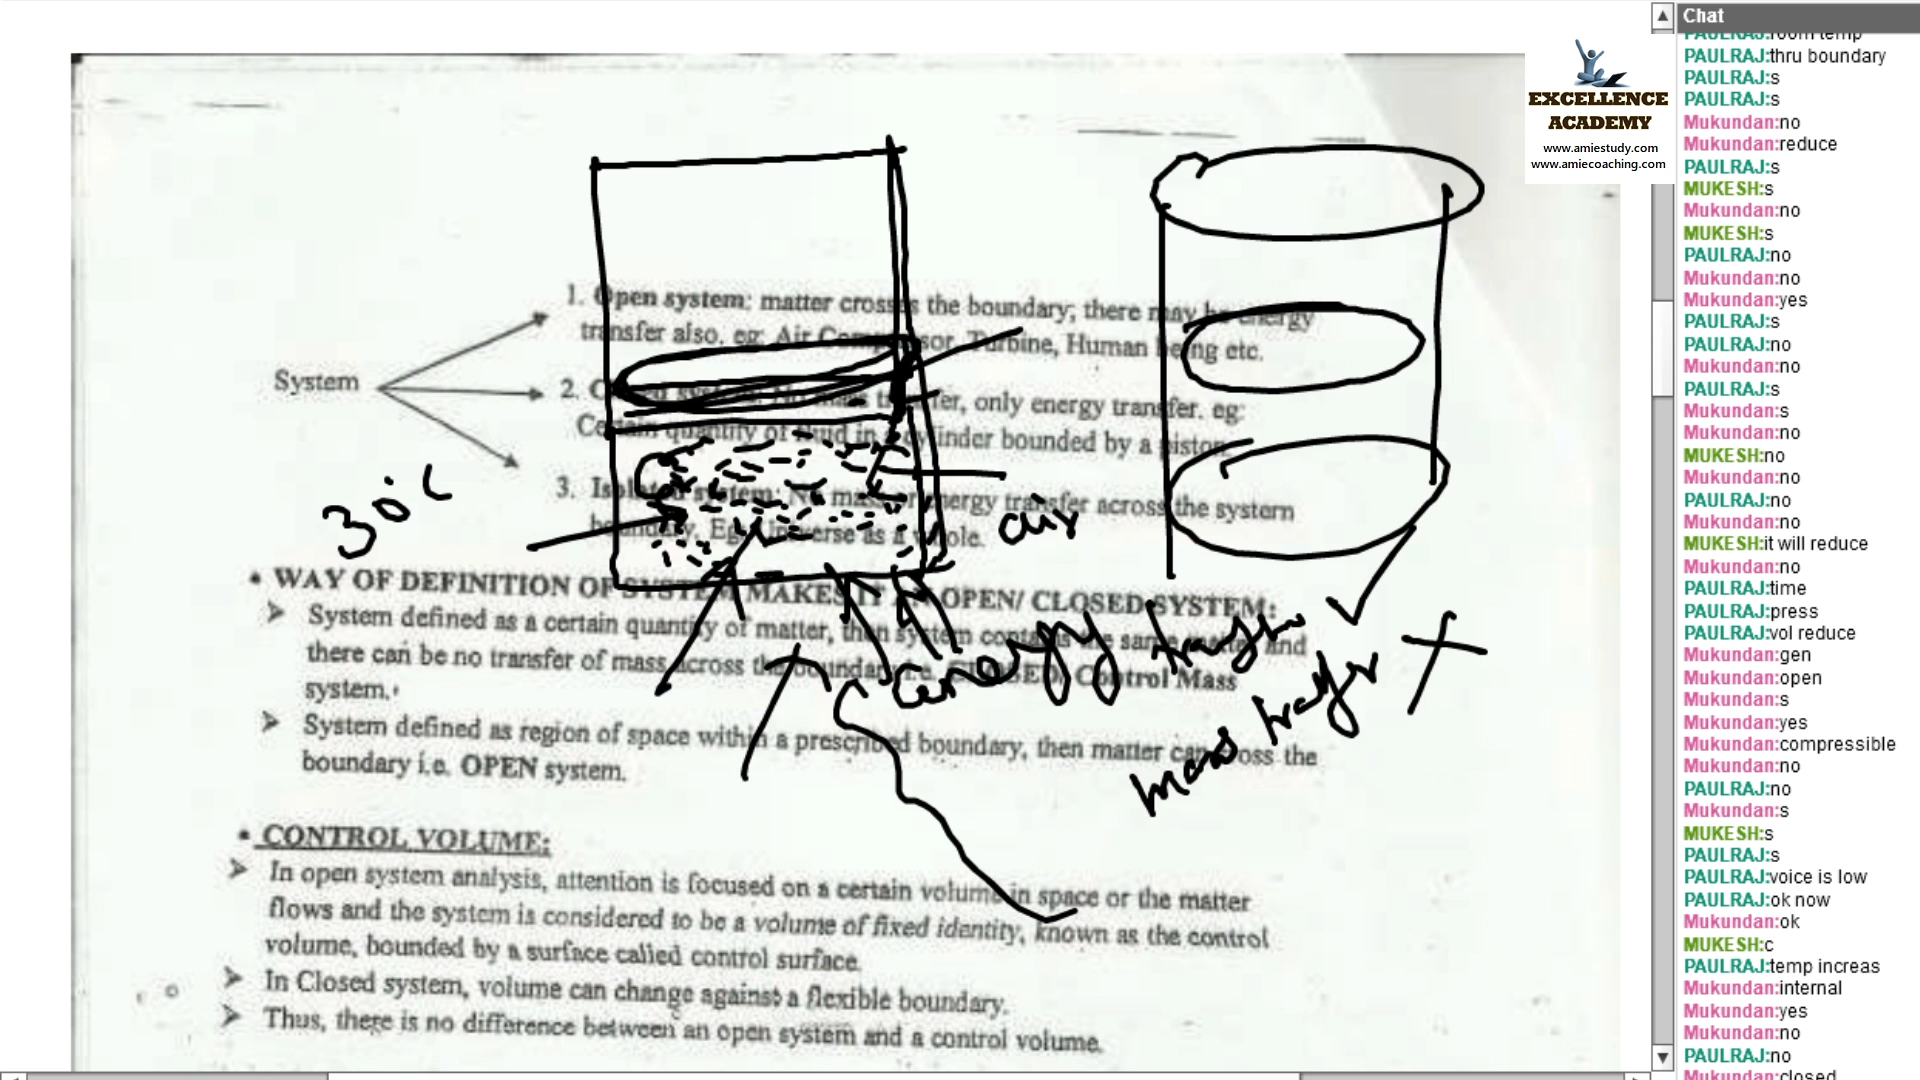 Chat
EXCELLENCE
ACADEMY
www.amiestudy.com
www.amiecoaching.com
System
1. Open system: matter crosses the boundary; there may be energy
transfer also. eg: Air Compressor, Turbine, Human being etc.
2. Closed system: No mass transfer, only energy transfer. eg:
Certain quantity of fluid in a cylinder bounded by a piston.
3. Isolated system: No mass or energy transfer across the system
boundary. Eg: Universe as a whole.
30°C
air
• WAY OF DEFINITION OF SYSTEM MAKES IT AN OPEN/ CLOSED SYSTEM:
➢ System defined as a certain quantity of matter, then system contains the same matter and
there can be no transfer of mass across the boundary i.e. CLOSED/ Control Mass
system.
➢ System defined as region of space within a prescribed boundary, then matter can cross the
boundary i.e. OPEN system.
energy transfer
mass transfer
• CONTROL VOLUME:
➢ In open system analysis, attention is focused on a certain volume in space or the matter
flows and the system is considered to be a volume of fixed identity, known as the control
volume, bounded by a surface called control surface.
➢ In Closed system, volume can change against a flexible boundary.
➢ Thus, there is no difference between an open system and a control volume.
PAULRAJ:room temp
PAULRAJ:thru boundary
PAULRAJ:s
PAULRAJ:s
Mukundan:no
Mukundan:reduce
PAULRAJ:s
MUKESH:s
Mukundan:no
MUKESH:s
PAULRAJ:no
Mukundan:no
Mukundan:yes
PAULRAJ:s
PAULRAJ:no
Mukundan:no
PAULRAJ:s
Mukundan:s
Mukundan:no
MUKESH:no
Mukundan:no
PAULRAJ:no
Mukundan:no
MUKESH:it will reduce
Mukundan:no
PAULRAJ:time
PAULRAJ:press
PAULRAJ:vol reduce
Mukundan:gen
Mukundan:open
Mukundan:s
Mukundan:yes
Mukundan:compressible
Mukundan:no
PAULRAJ:no
Mukundan:s
MUKESH:s
PAULRAJ:s
PAULRAJ:voice is low
PAULRAJ:ok now
Mukundan:ok
MUKESH:c
PAULRAJ:temp increas
Mukundan:internal
Mukundan:yes
Mukundan:no
PAULRAJ:no
Mukundan:closed